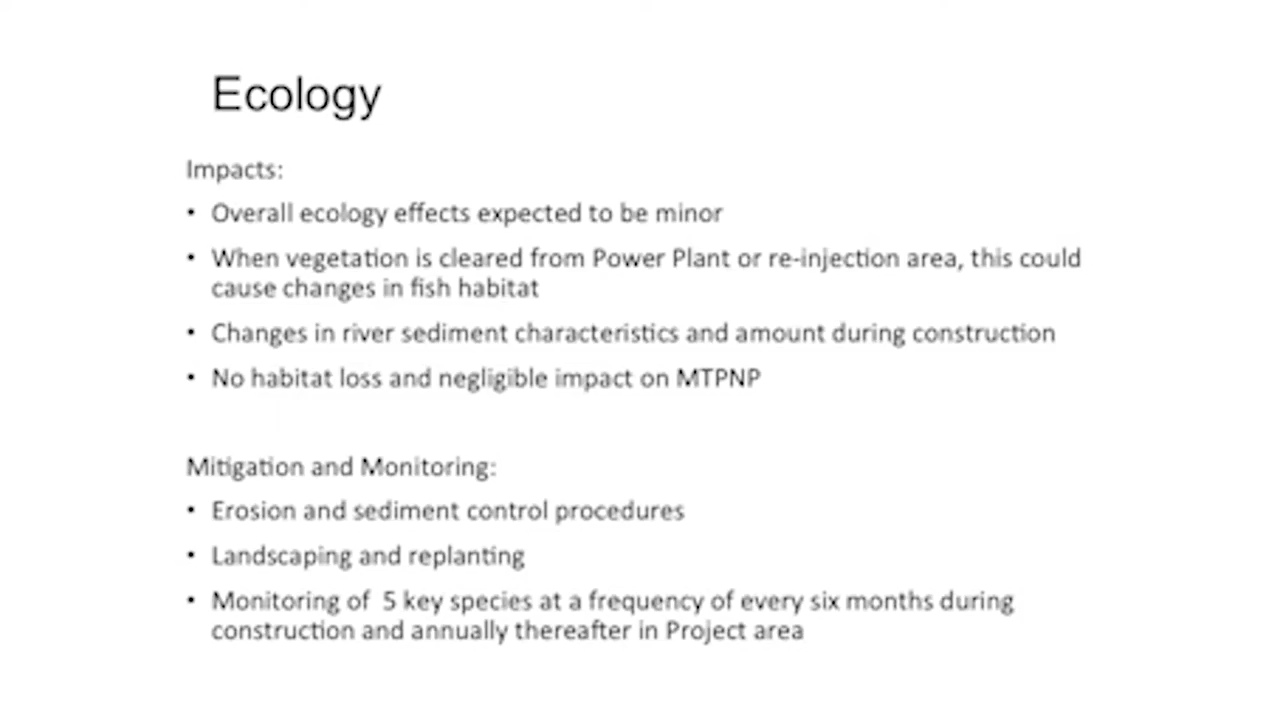 Ecology
Impacts:
• Overall ecology effects expected to be minor
• When vegetation is cleared from Power Plant or re-injection area, this could
cause changes in fish habitat
• Changes in river sediment characteristics and amount during construction
• No habitat loss and negligible impact on MTPNP
Mitigation and Monitoring:
• Erosion and sediment control procedures
• Landscaping and replanting
• Monitoring of  5 key species at a frequency of every six months during
construction and annually thereafter in Project area